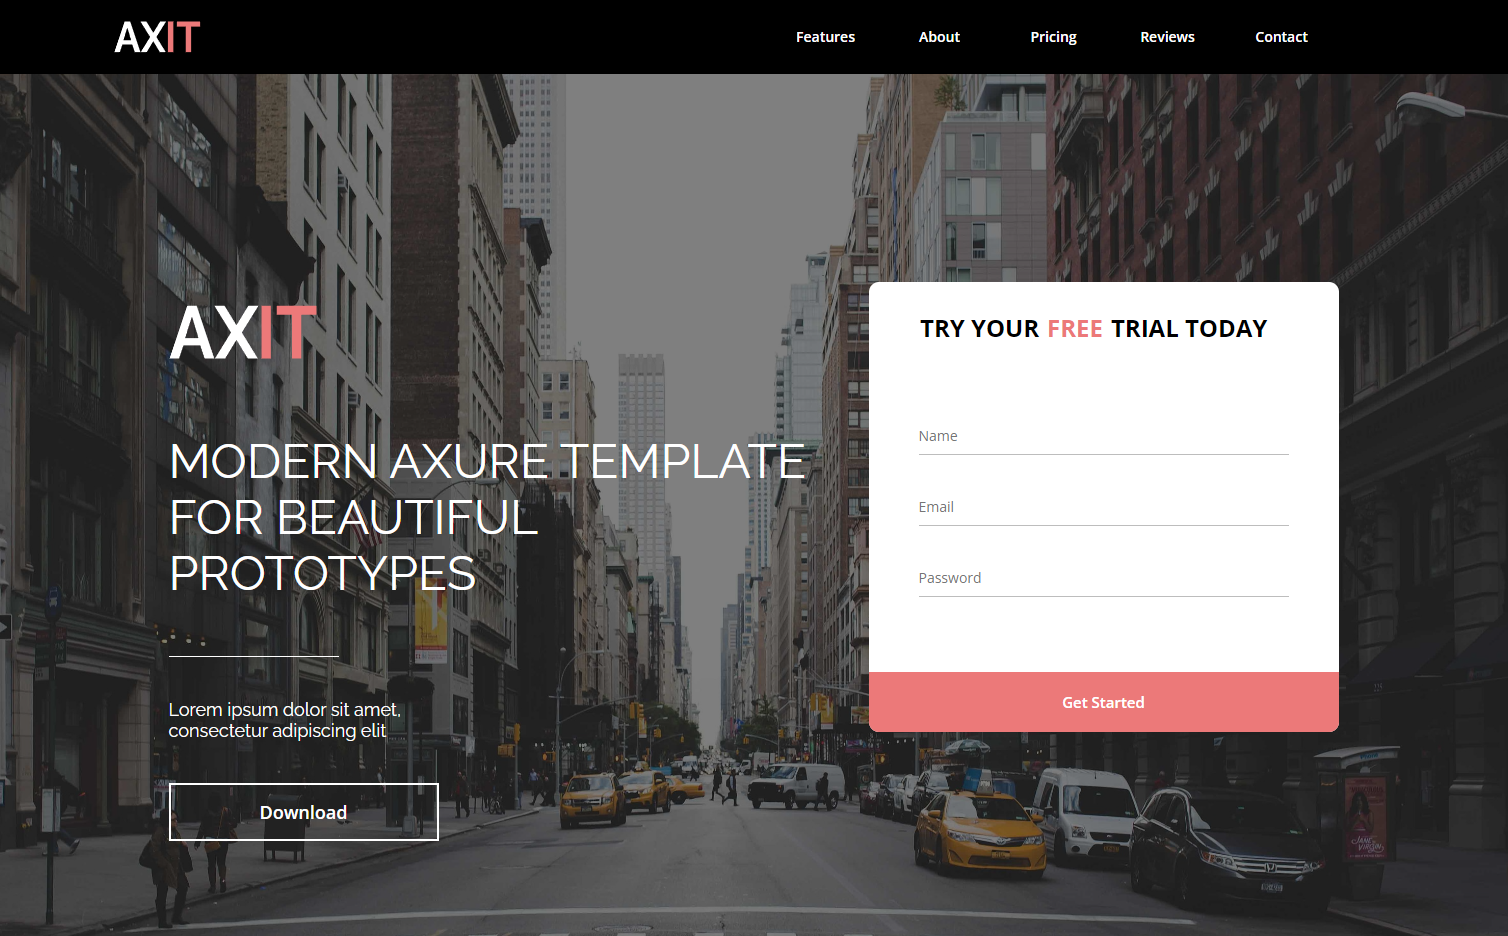 AXIT
Features About Pricing Reviews Contact
AXIT
MODERN AXURE TEMPLATE
FOR BEAUTIFUL
PROTOTYPES
Lorem ipsum dolor sit amet,
consectetur adipiscing elit
Download
TRY YOUR FREE TRIAL TODAY
Name
Email
Password
Get Started